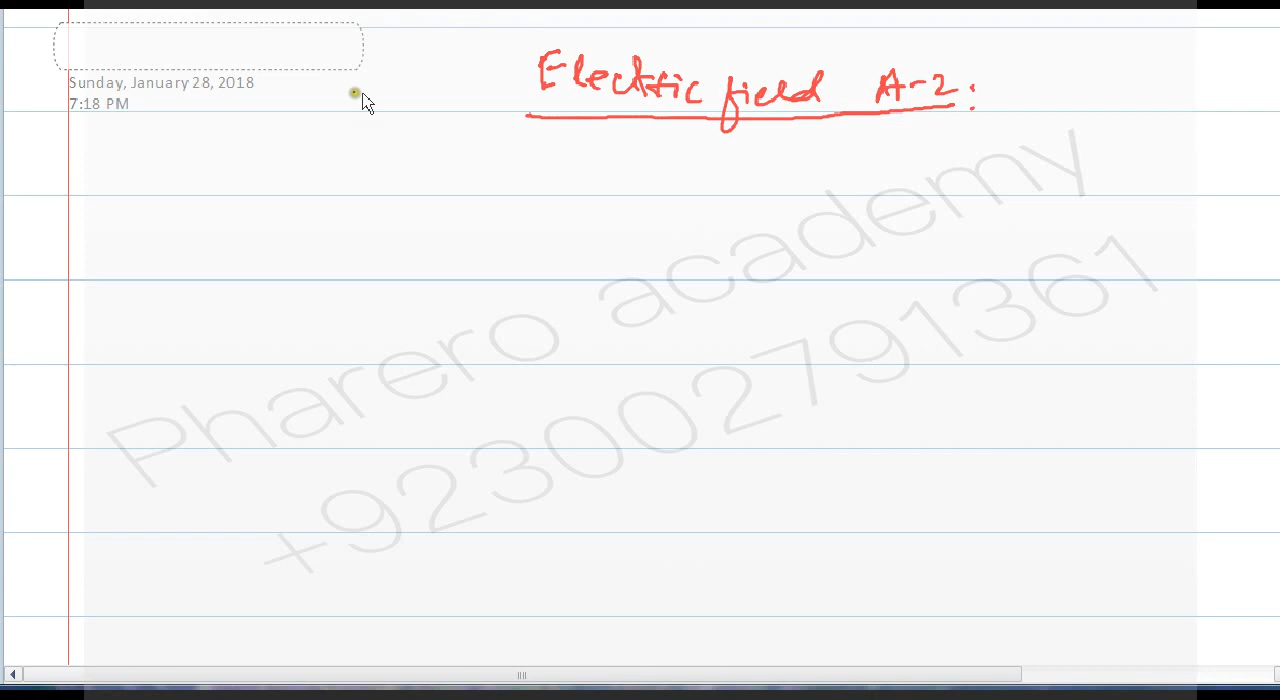 Electric field A-2:
Sunday, January 28, 2018
7:18 PM
Pharero academy
+923002791361